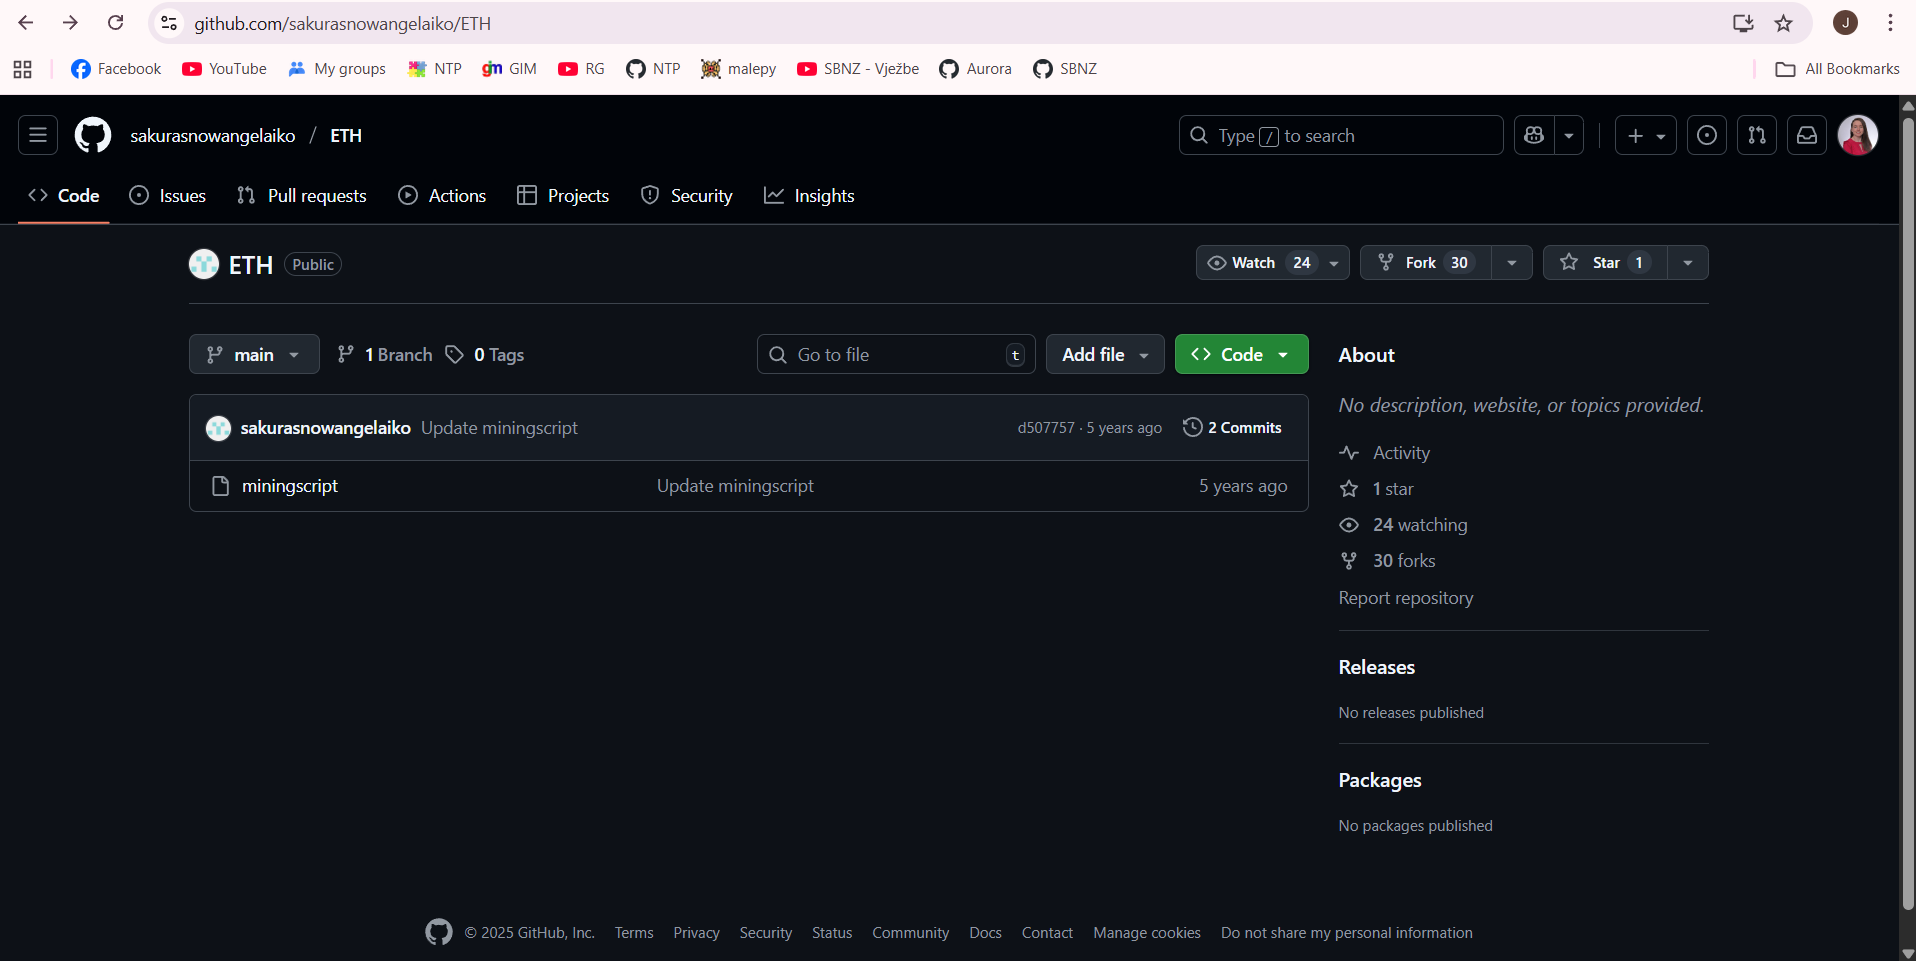 github.com/sakurasnowangelaiko/ETH
J
Facebook YouTube My groups NTP gm GIM RG NTP malepy SBNZ - Vježbe Aurora SBNZ All Bookmarks
sakurasnowangelaiko / ETH Type / to search
Code Issues Pull requests Actions Projects Security Insights
ETH Public Watch 24 Fork 30 Star 1
main 1 Branch 0 Tags Go to file t Add file Code About
No description, website, or topics provided.
sakurasnowangelaiko Update miningscript d507757 · 5 years ago 2 Commits
miningscript Update miningscript 5 years ago
Activity
1 star
24 watching
30 forks
Report repository
Releases
No releases published
Packages
No packages published
© 2025 GitHub, Inc. Terms Privacy Security Status Community Docs Contact Manage cookies Do not share my personal information